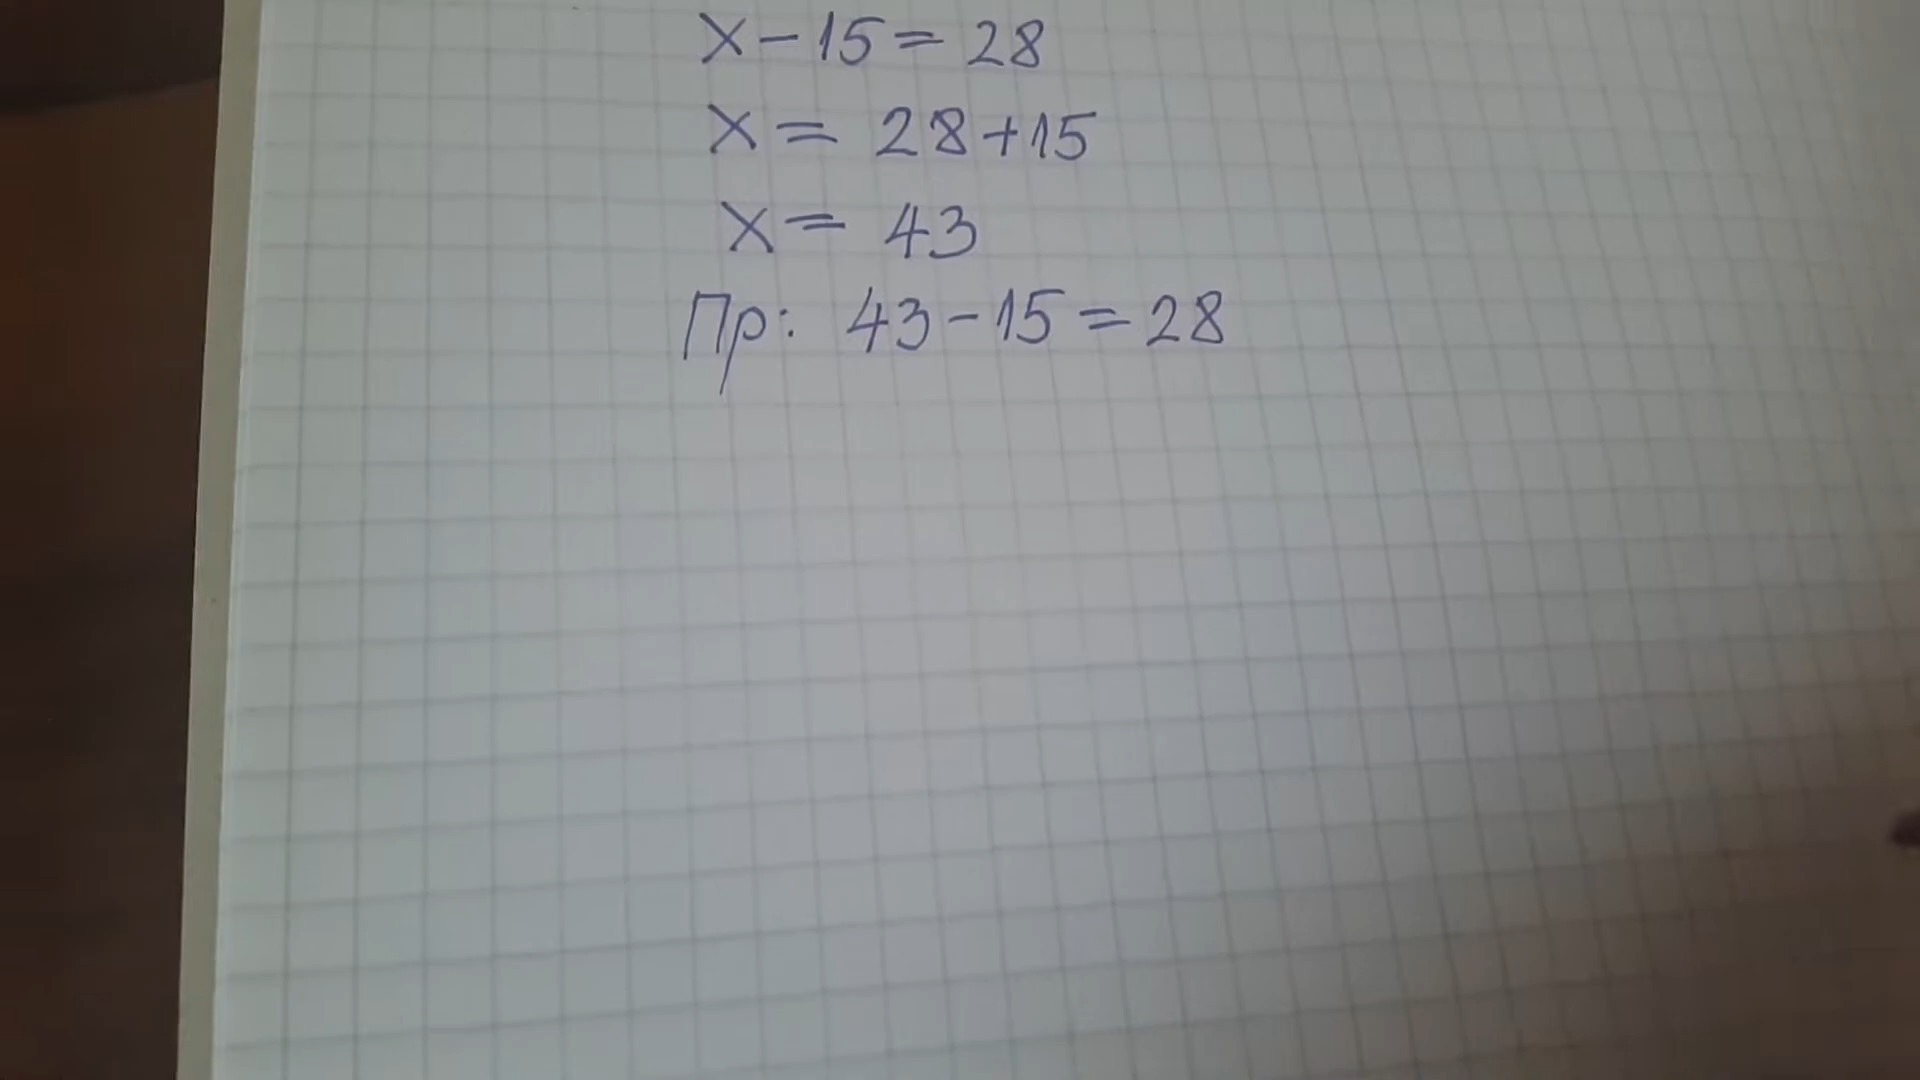 x - 15 = 28
x = 28 + 15
x = 43
Пр: 43 - 15 = 28